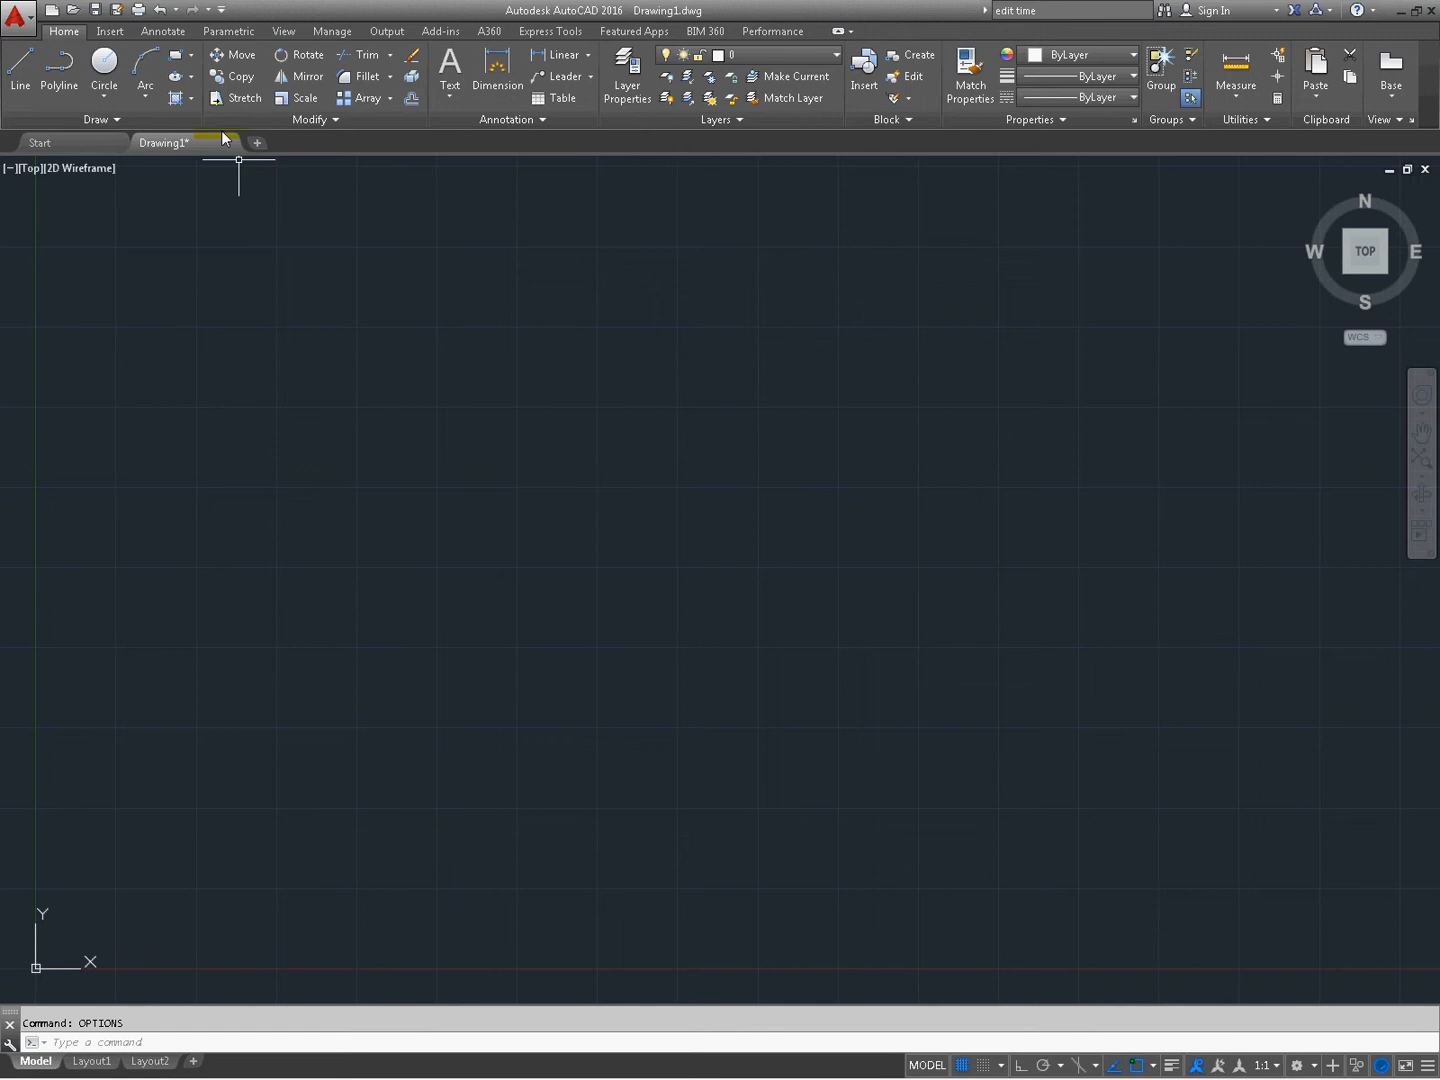 Autodesk AutoCAD 2016 Drawing1.dwg
edit time
Sign In
Home Insert Annotate Parametric View Manage Output Add-ins A360 Express Tools Featured Apps BIM 360 Performance
Line Polyline Circle Arc
Move Rotate Trim
Copy Mirror Fillet
Stretch Scale Array
Text Dimension
Linear
Leader
Table
Layer Properties
0
Make Current
Match Layer
Insert
Create
Edit
Match Properties
ByLayer
ByLayer
ByLayer
Group
Measure
Paste
Base
Draw Modify Annotation Layers Block Properties Groups Utilities Clipboard View
Start Drawing1*
[−][Top][2D Wireframe]
N
W TOP E
S
WCS
Y
X
Command: OPTIONS
Type a command
Model Layout1 Layout2
MODEL 1:1